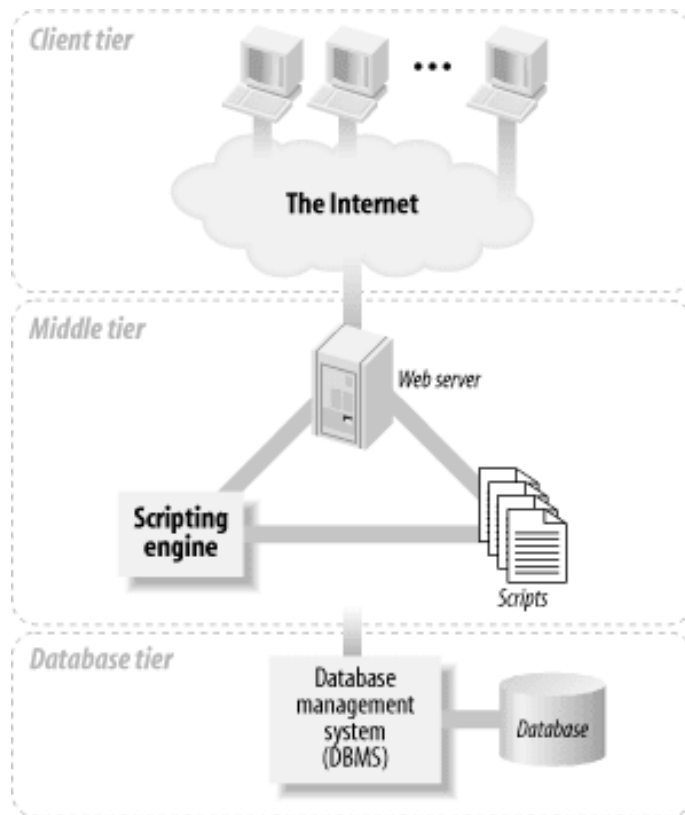 Client tier
•••
The Internet
Middle tier
Web server
Scripting
engine
Scripts
Database tier
Database
management
system
(DBMS)
Database